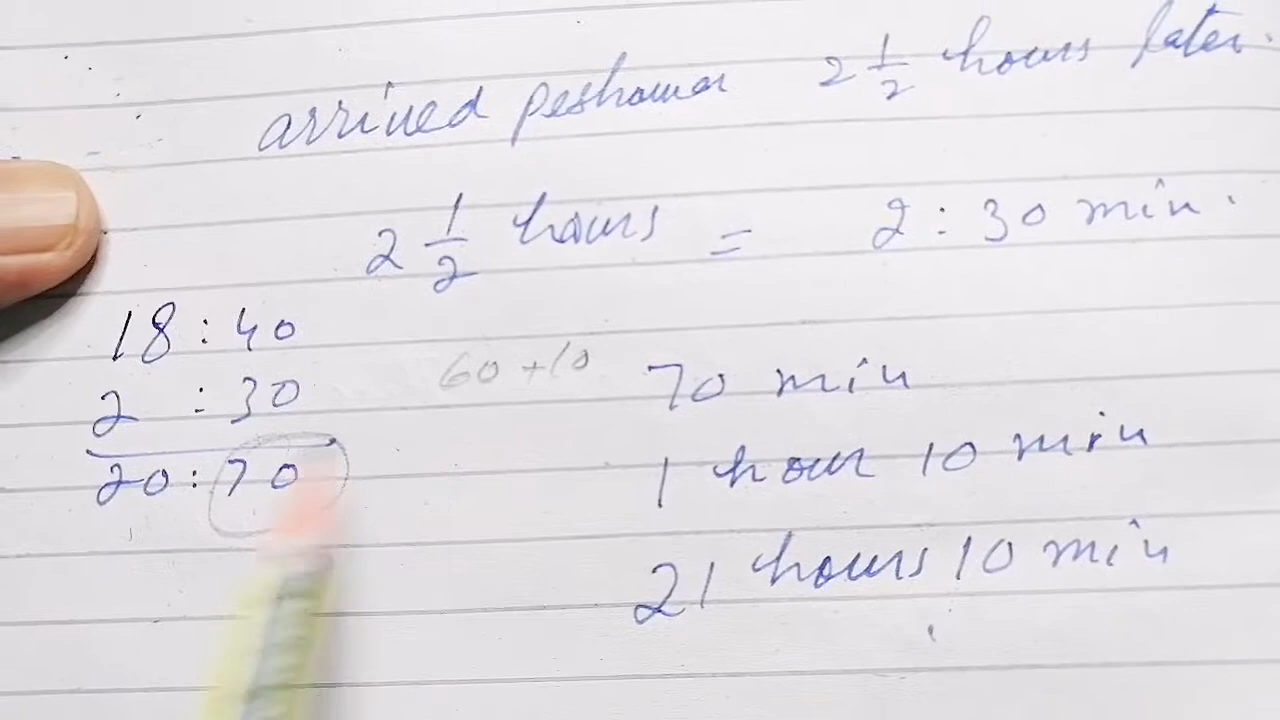 arrived peshawar 2 1/2 hours later.
2 1/2 hours = 2 : 30 min.
18 : 40
2 : 30
20 : 70
60 + 10
70 min
1 hour 10 min
21 hours 10 min